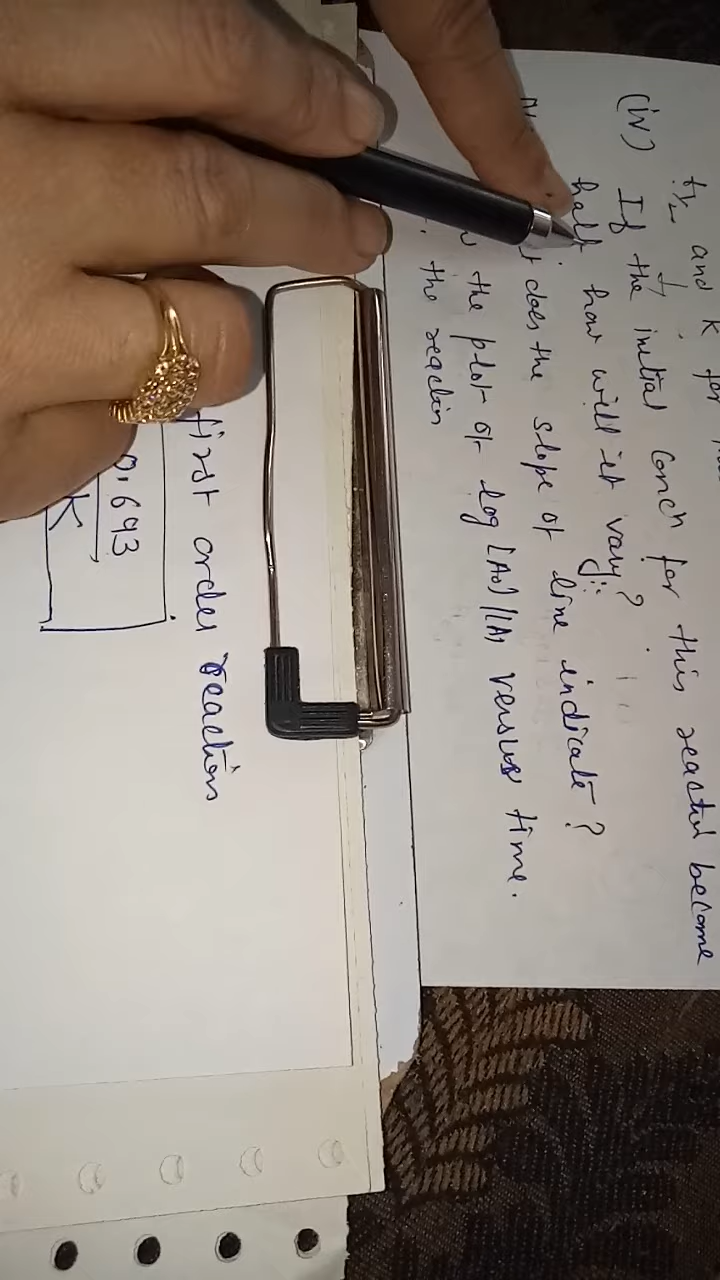 t½ and K for
(iv) If the initial Concn for this reaction become
half how will it vary?
does the slope of line indicate?
the plot of log [A₀)/[A) versus time.
the reaction
first order reaction
0.693
K